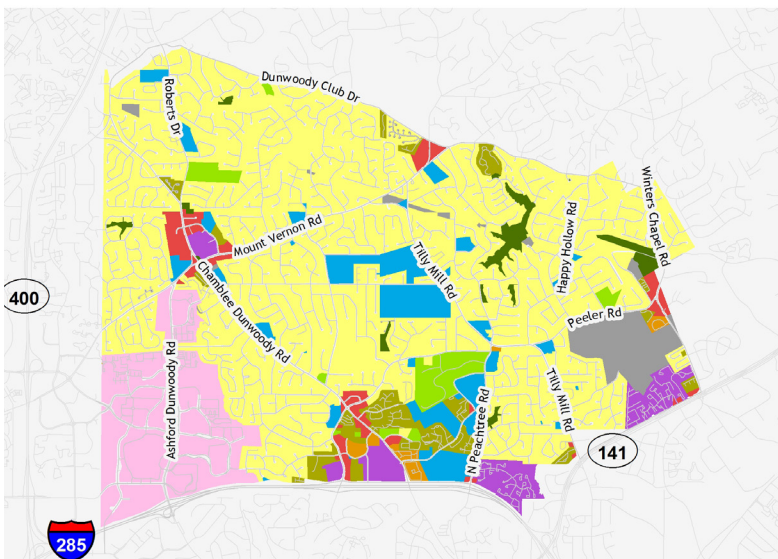 Dunwoody Club Dr
Roberts Dr
Winters Chapel Rd
Mount Vernon Rd
Happy Hollow Rd
Tilly Mill Rd
400
Chamblee Dunwoody Rd
Peeler Rd
Ashford Dunwoody Rd
Tilly Mill Rd
N Peachtree Rd
141
285